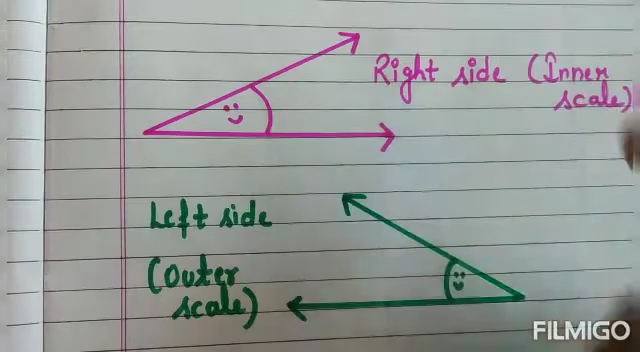 Right side (Inner
scale)
Left side
(Outer
scale)
FILMIGO